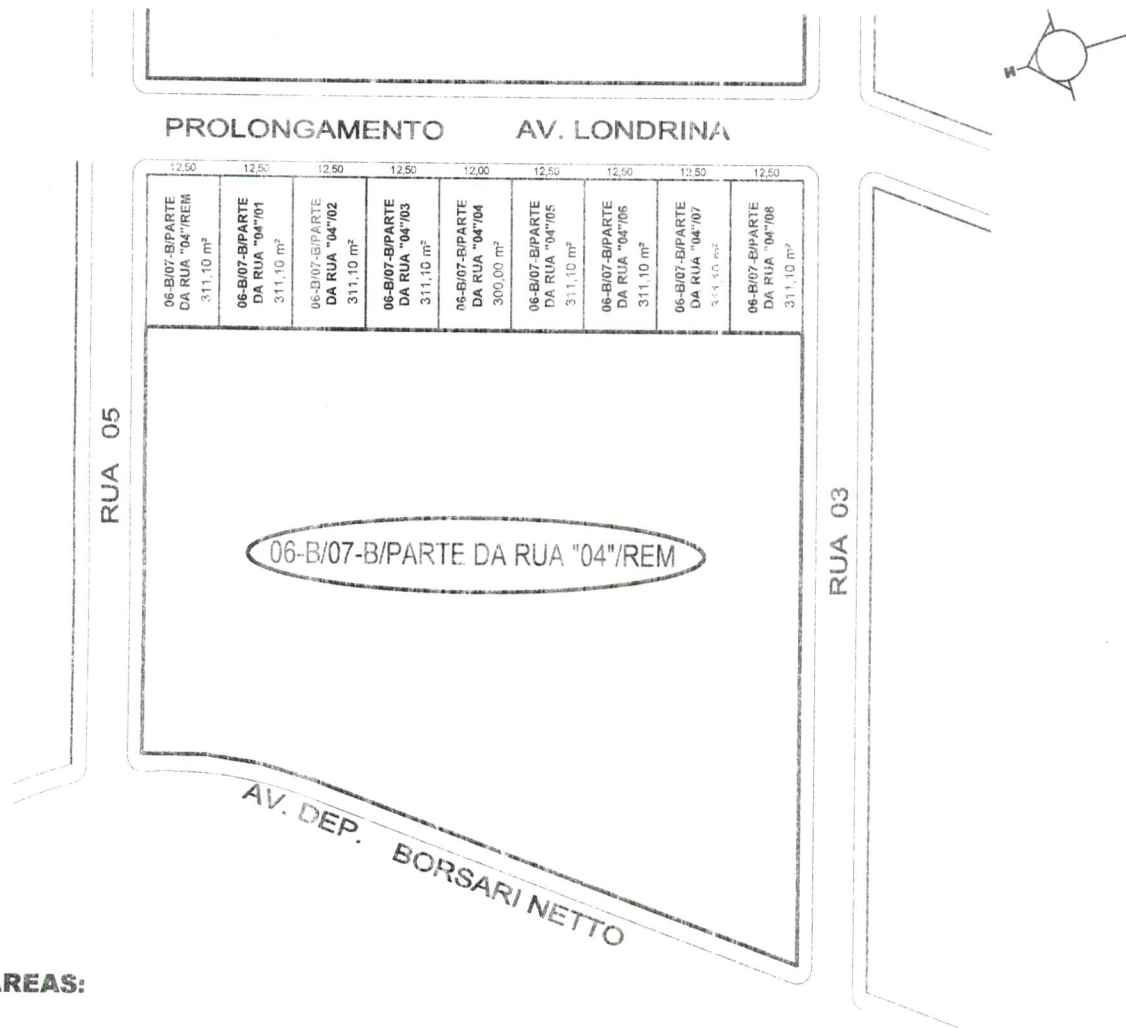 N
PROLONGAMENTO AV. LONDRINA
12,50 12,50 12,50 12,50 12,00 12,50 12,50 12,50 12,50
06-B/07-B/PARTE
DA RUA "04"/REM
311,10 m²
06-B/07-B/PARTE
DA RUA "04"/01
311,10 m²
06-B/07-B/PARTE
DA RUA "04"/02
311,10 m²
06-B/07-B/PARTE
DA RUA "04"/03
311,10 m²
06-B/07-B/PARTE
DA RUA "04"/04
300,00 m²
06-B/07-B/PARTE
DA RUA "04"/05
311,10 m²
06-B/07-B/PARTE
DA RUA "04"/06
311,10 m²
06-B/07-B/PARTE
DA RUA "04"/07
311,10 m²
06-B/07-B/PARTE
DA RUA "04"/08
311,10 m²
RUA 05
06-B/07-B/PARTE DA RUA "04"/REM
RUA 03
AV. DEP. BORSARI NETTO
AREAS: